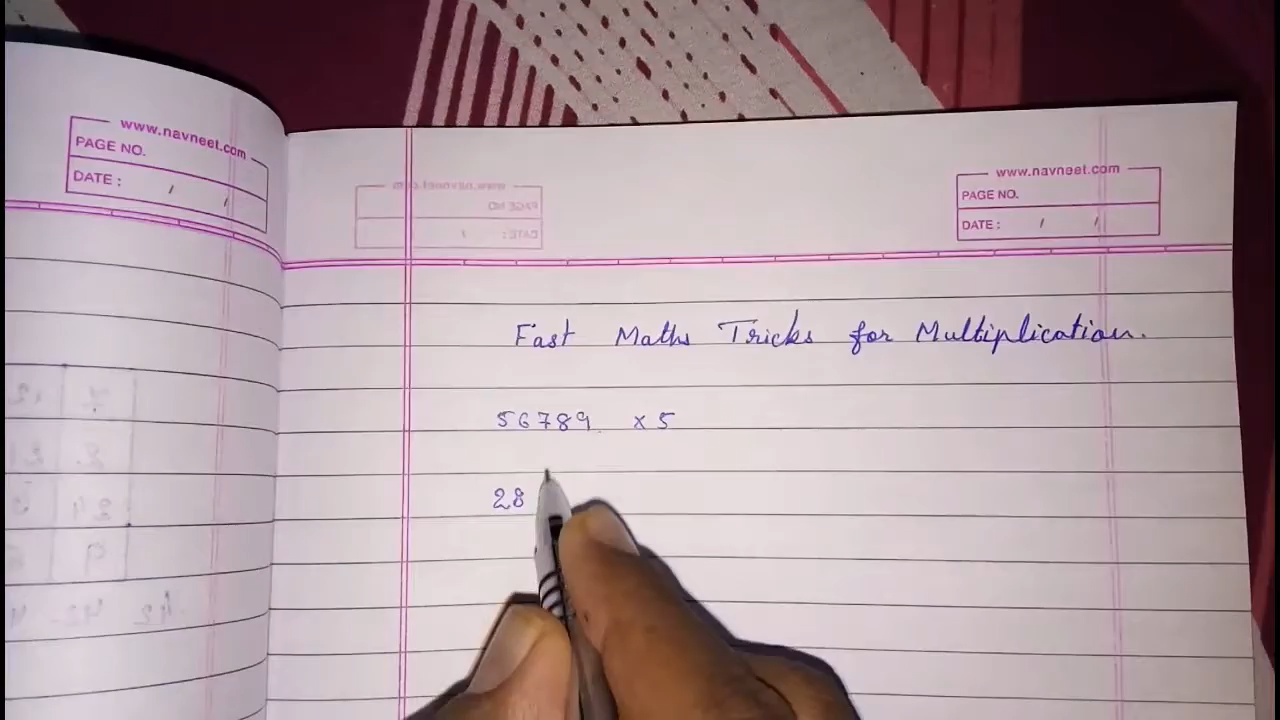 www.navneet.com
PAGE NO.
DATE : / /
www.navneet.com
PAGE NO.
DATE : / /
Fast Maths Tricks for Multiplication.
56789 x 5
28